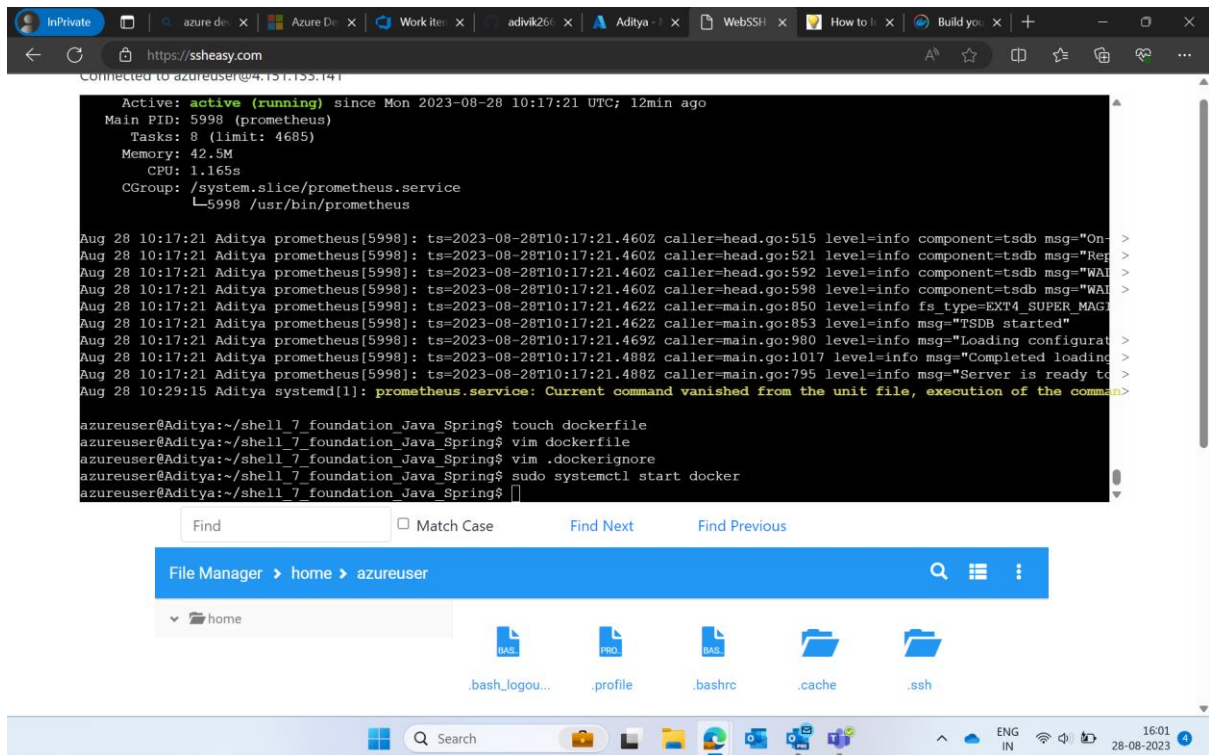 InPrivate
azure dev
Azure De
Work iten
adivik266
Aditya - M
WebSSH
How to I
Build you
https://ssheasy.com
Connected to azureuser@4.151.153.141
Active: active (running) since Mon 2023-08-28 10:17:21 UTC; 12min ago
Main PID: 5998 (prometheus)
Tasks: 8 (limit: 4685)
Memory: 42.5M
CPU: 1.165s
CGroup: /system.slice/prometheus.service
└─5998 /usr/bin/prometheus
Aug 28 10:17:21 Aditya prometheus[5998]: ts=2023-08-28T10:17:21.460Z caller=head.go:515 level=info component=tsdb msg="On- >
Aug 28 10:17:21 Aditya prometheus[5998]: ts=2023-08-28T10:17:21.460Z caller=head.go:521 level=info component=tsdb msg="Rep >
Aug 28 10:17:21 Aditya prometheus[5998]: ts=2023-08-28T10:17:21.460Z caller=head.go:592 level=info component=tsdb msg="WAL >
Aug 28 10:17:21 Aditya prometheus[5998]: ts=2023-08-28T10:17:21.460Z caller=head.go:598 level=info component=tsdb msg="WAL >
Aug 28 10:17:21 Aditya prometheus[5998]: ts=2023-08-28T10:17:21.462Z caller=main.go:850 level=info fs_type=EXT4_SUPER_MAGI
Aug 28 10:17:21 Aditya prometheus[5998]: ts=2023-08-28T10:17:21.462Z caller=main.go:853 level=info msg="TSDB started"
Aug 28 10:17:21 Aditya prometheus[5998]: ts=2023-08-28T10:17:21.469Z caller=main.go:980 level=info msg="Loading configurat >
Aug 28 10:17:21 Aditya prometheus[5998]: ts=2023-08-28T10:17:21.488Z caller=main.go:1017 level=info msg="Completed loading >
Aug 28 10:17:21 Aditya prometheus[5998]: ts=2023-08-28T10:17:21.488Z caller=main.go:795 level=info msg="Server is ready to >
Aug 28 10:29:15 Aditya systemd[1]: prometheus.service: Current command vanished from the unit file, execution of the comman>
azureuser@Aditya:~/shell_7_foundation_Java_Spring$ touch dockerfile
azureuser@Aditya:~/shell_7_foundation_Java_Spring$ vim dockerfile
azureuser@Aditya:~/shell_7_foundation_Java_Spring$ vim .dockerignore
azureuser@Aditya:~/shell_7_foundation_Java_Spring$ sudo systemctl start docker
azureuser@Aditya:~/shell_7_foundation_Java_Spring$
Find
Match Case
Find Next
Find Previous
File Manager > home > azureuser
home
BAS..
PRO..
BAS..
.bash_logou...
.profile
.bashrc
.cache
.ssh
Search
ENG
IN
16:01
28-08-2023
4